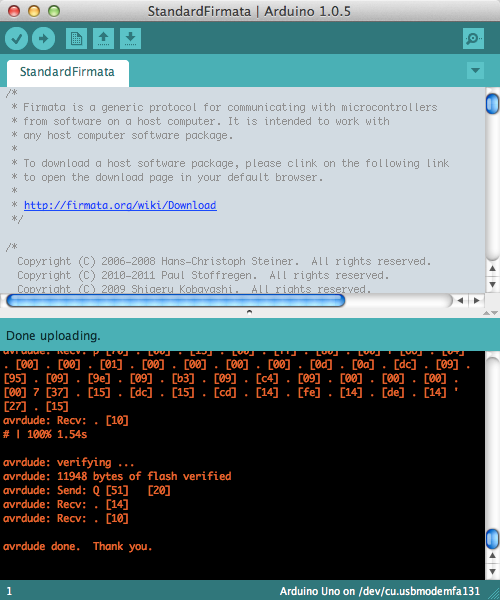 StandardFirmata | Arduino 1.0.5
StandardFirmata
/*
* Firmata is a generic protocol for communicating with microcontrollers
* from software on a host computer. It is intended to work with
* any host computer software package.
*
* To download a host software package, please clink on the following link
* to open the download page in your default browser.
*
* http://firmata.org/wiki/Download
*/
/*
Copyright (C) 2006-2008 Hans-Christoph Steiner.  All rights reserved.
Copyright (C) 2010-2011 Paul Stoffregen.  All rights reserved.
Copyright (C) 2009 Shigeru Kobayashi.  All rights reserved.
Done uploading.
avrdude: Recv: p [70] . [00] . [15] . [00] .
. [00] . [00] . [01] . [00] . [00] . [00] . [00] . [0d] . [0a] . [dc] . [09] .
[95] . [09] . [9e] . [09] . [b3] . [09] . [c4] . [09] . [00] . [00] . [00] .
[00] 7 [37] . [15] . [dc] . [15] . [cd] . [14] . [fe] . [14] . [de] . [14] '
[27] . [15]
avrdude: Recv: . [10]
# | 100% 1.54s
avrdude: verifying ...
avrdude: 11948 bytes of flash verified
avrdude: Send: Q [51]   [20]
avrdude: Recv: . [14]
avrdude: Recv: . [10]
avrdude done.  Thank you.
1
Arduino Uno on /dev/cu.usbmodemfa131